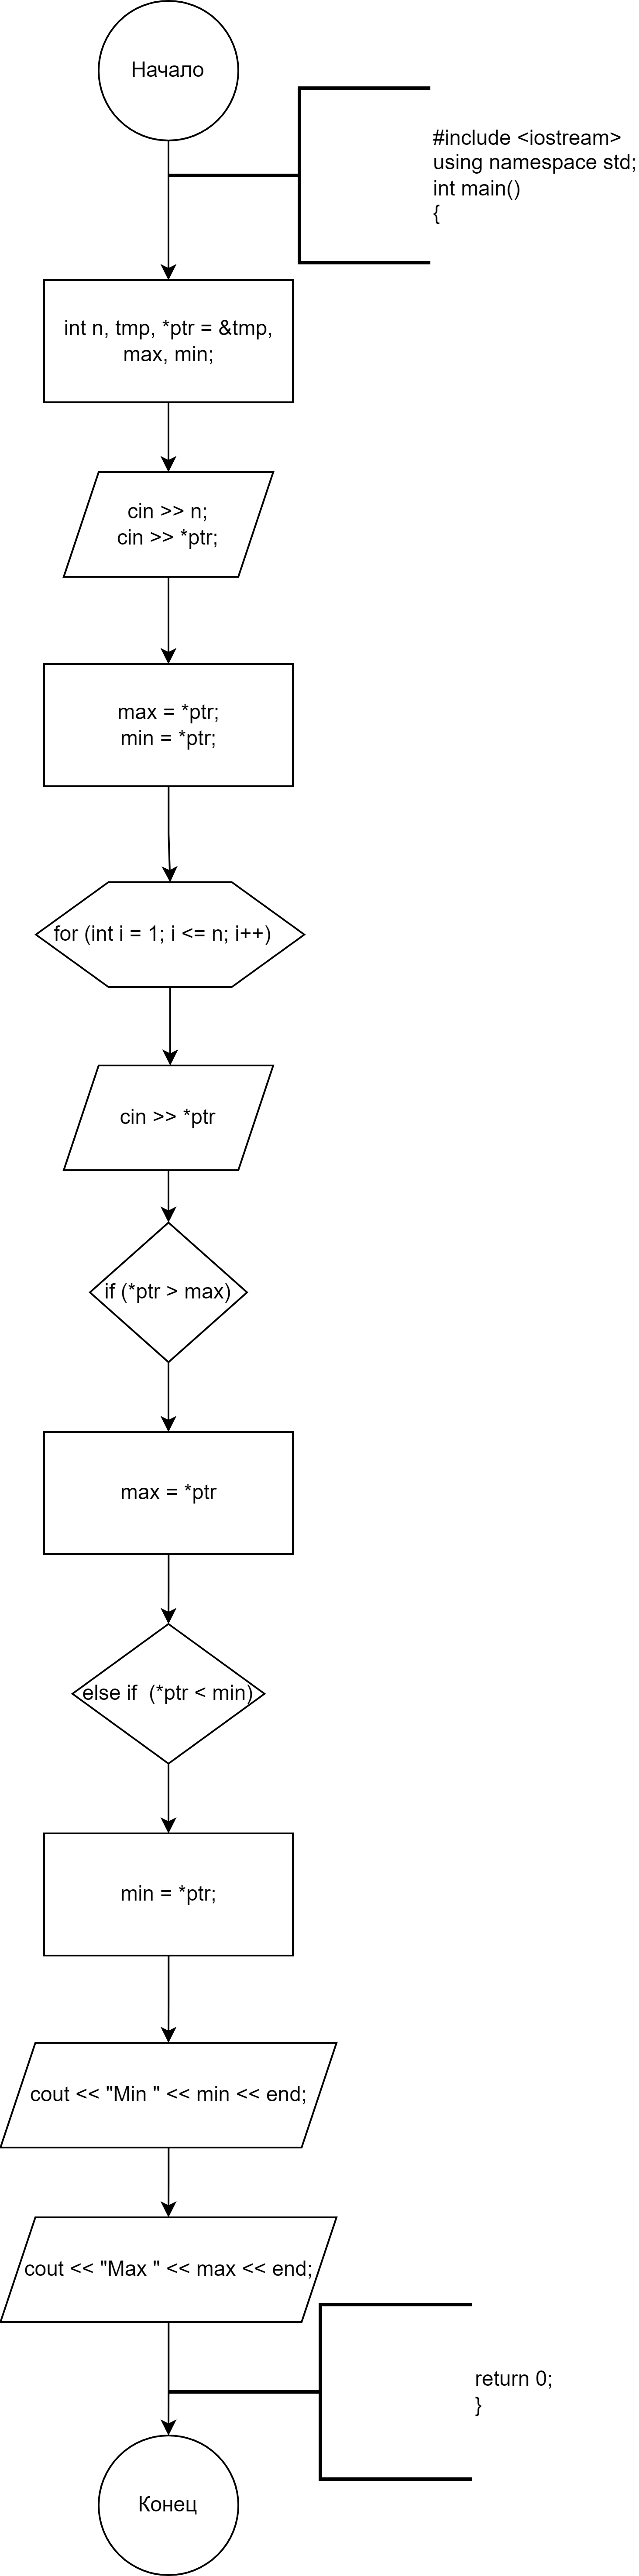 Начало
#include <iostream>
using namespace std;
int main()
{
int n, tmp, *ptr = &tmp,
max, min;
cin >> n;
cin >> *ptr;
max = *ptr;
min = *ptr;
for (int i = 1; i <= n; i++)
cin >> *ptr
if (*ptr > max)
max = *ptr
else if  (*ptr < min)
min = *ptr;
cout << "Min " << min << end;
cout << "Max " << max << end;
return 0;
}
Конец